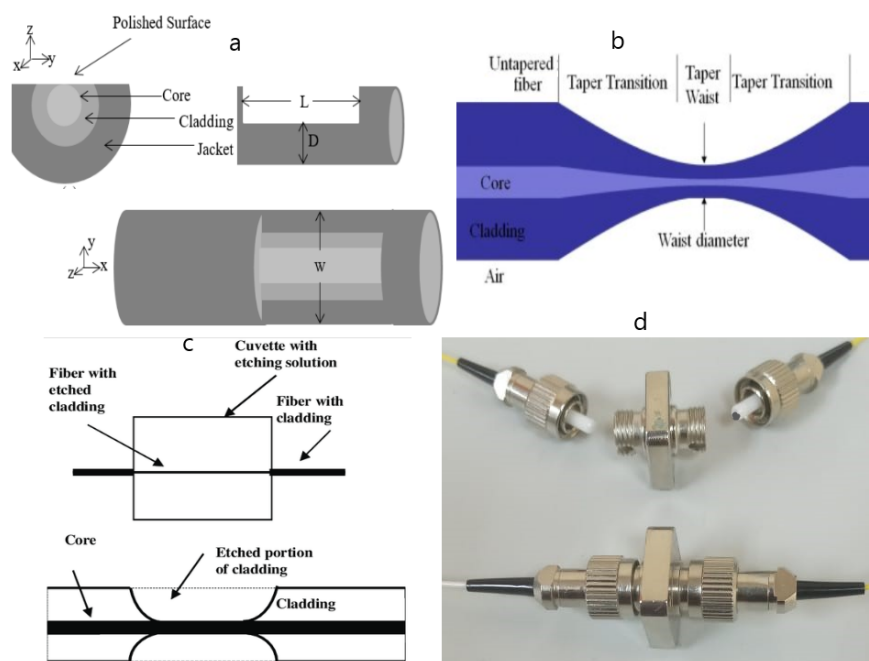 a
Polished Surface
z
y
x
Core
Cladding
Jacket
L
D
y
x
z
W
b
Untapered
fiber
Taper Transition
Taper
Waist
Taper Transition
Core
Cladding
Waist diameter
Air
c
Cuvette with
etching solution
Fiber with
etched
cladding
Fiber with
cladding
Core
Etched portion
of cladding
Cladding
d